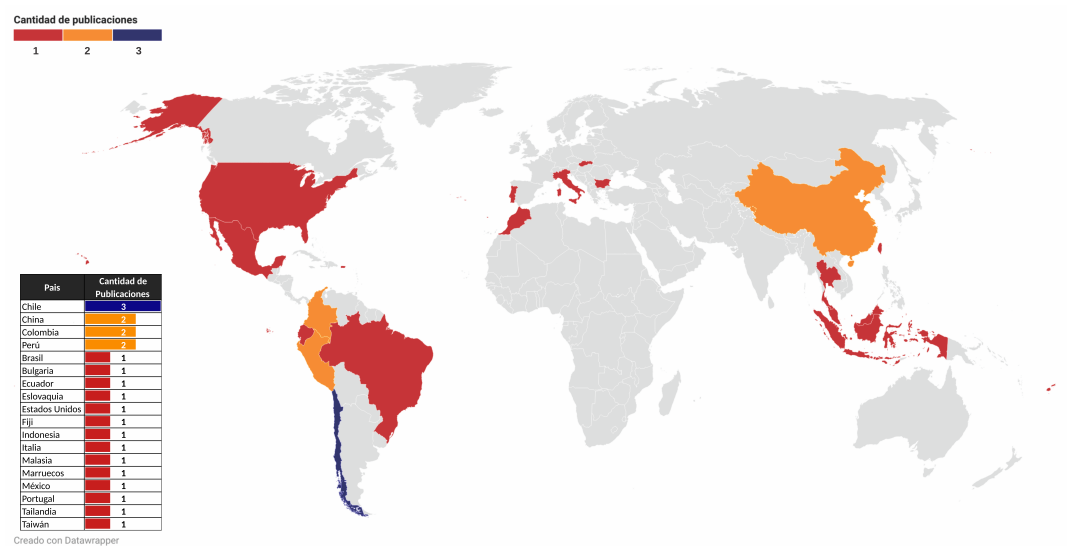 Cantidad de publicaciones
1 2 3
País Cantidad de Publicaciones
Chile 3
China 2
Colombia 2
Perú 2
Brasil 1
Bulgaria 1
Ecuador 1
Eslovaquia 1
Estados Unidos 1
Fiji 1
Indonesia 1
Italia 1
Malasia 1
Marruecos 1
México 1
Portugal 1
Tailandia 1
Taiwán 1
Creado con Datawrapper